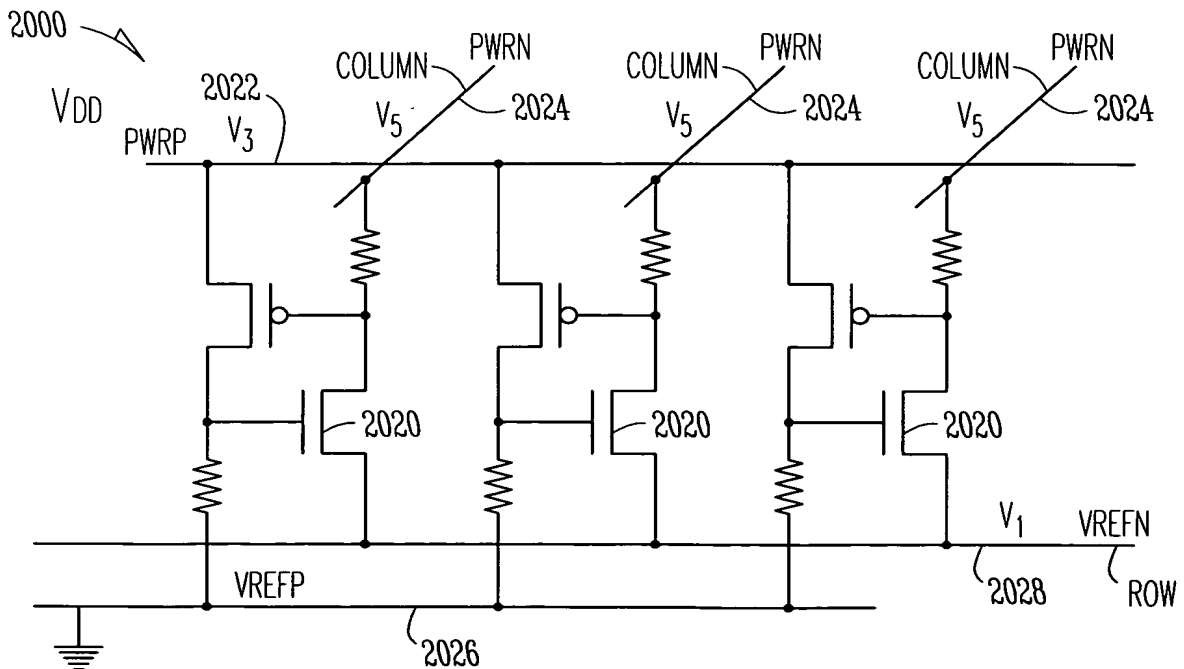 2000
PWRN
PWRN
PWRN
COLUMN
COLUMN
COLUMN
2022
2024
2024
2024
VDD
V3
V5
V5
V5
PWRP
2020
2020
2020
V1
VREFN
VREFP
2028
ROW
2026